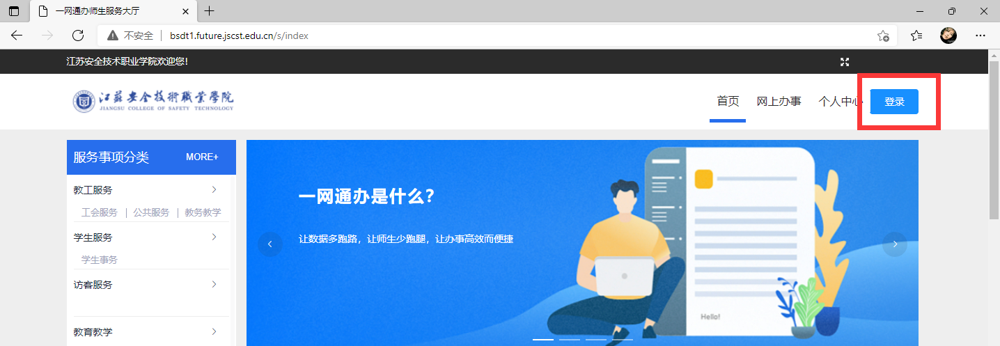 一网通办师生服务大厅
不安全 bsdt1.future.jscst.edu.cn/s/index
江苏安全技术职业学院欢迎您！
江蘇安全技術職業學院
JIANGSU COLLEGE OF SAFETY TECHNOLOGY
首页 网上办事 个人中心 登录
服务事项分类 MORE+
教工服务
工会服务 公共服务 教务教学
学生服务
学生事务
访客服务
教育教学
一网通办是什么？
让数据多跑路，让师生少跑腿，让办事高效而便捷
Hello!